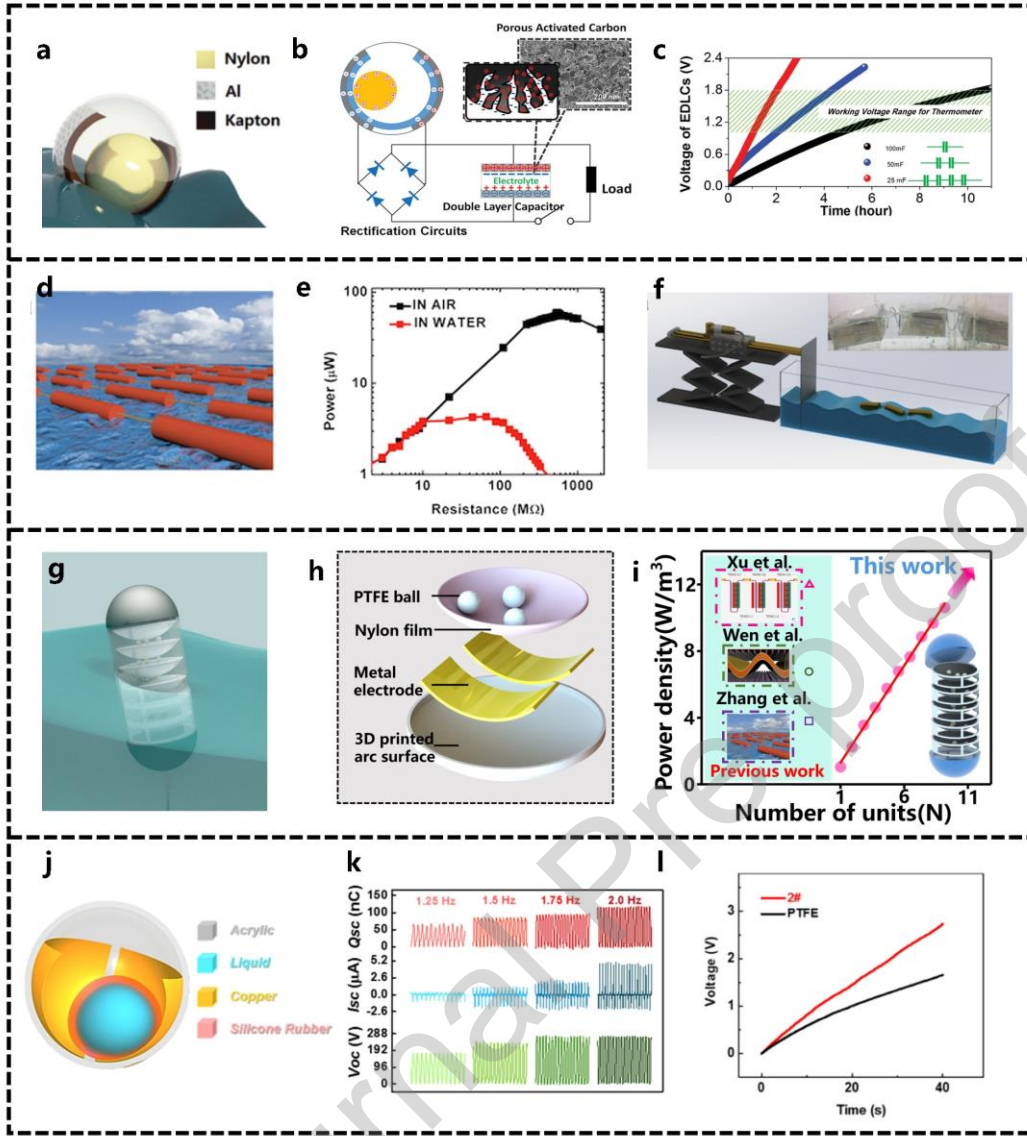 a
Nylon
Al
Kapton
b
Porous Activated Carbon
Electrolyte
Double Layer Capacitor
Load
Rectification Circuits
c
Voltage of EDLCs (V)
2.4
1.8
1.2
0.6
0.0
Working Voltage Range for Thermometer
100mF
50mF
25 mF
0 2 4 6 8 10
Time (hour)
d
e
Power (μW)
100
10
1
IN AIR
IN WATER
10 100 1000
Resistance (MΩ)
f
g
h
PTFE ball
Nylon film
Metal
electrode
3D printed
arc surface
i
Power density(W/m³)
12
8
4
0
Xu et al.
Wen et al.
Zhang et al.
Previous work
This work
1 6 11
Number of units(N)
j
Acrylic
Liquid
Copper
Silicone Rubber
k
1.25 Hz 1.5 Hz 1.75 Hz 2.0 Hz
Qsc (nC)
150
100
50
0
Isc (μA)
5.2
2.6
0.0
-2.6
Voc (V)
288
192
96
0
l
2#
PTFE
Voltage (V)
3
2
1
0
0 20 40
Time (s)
urnal Pre-proof